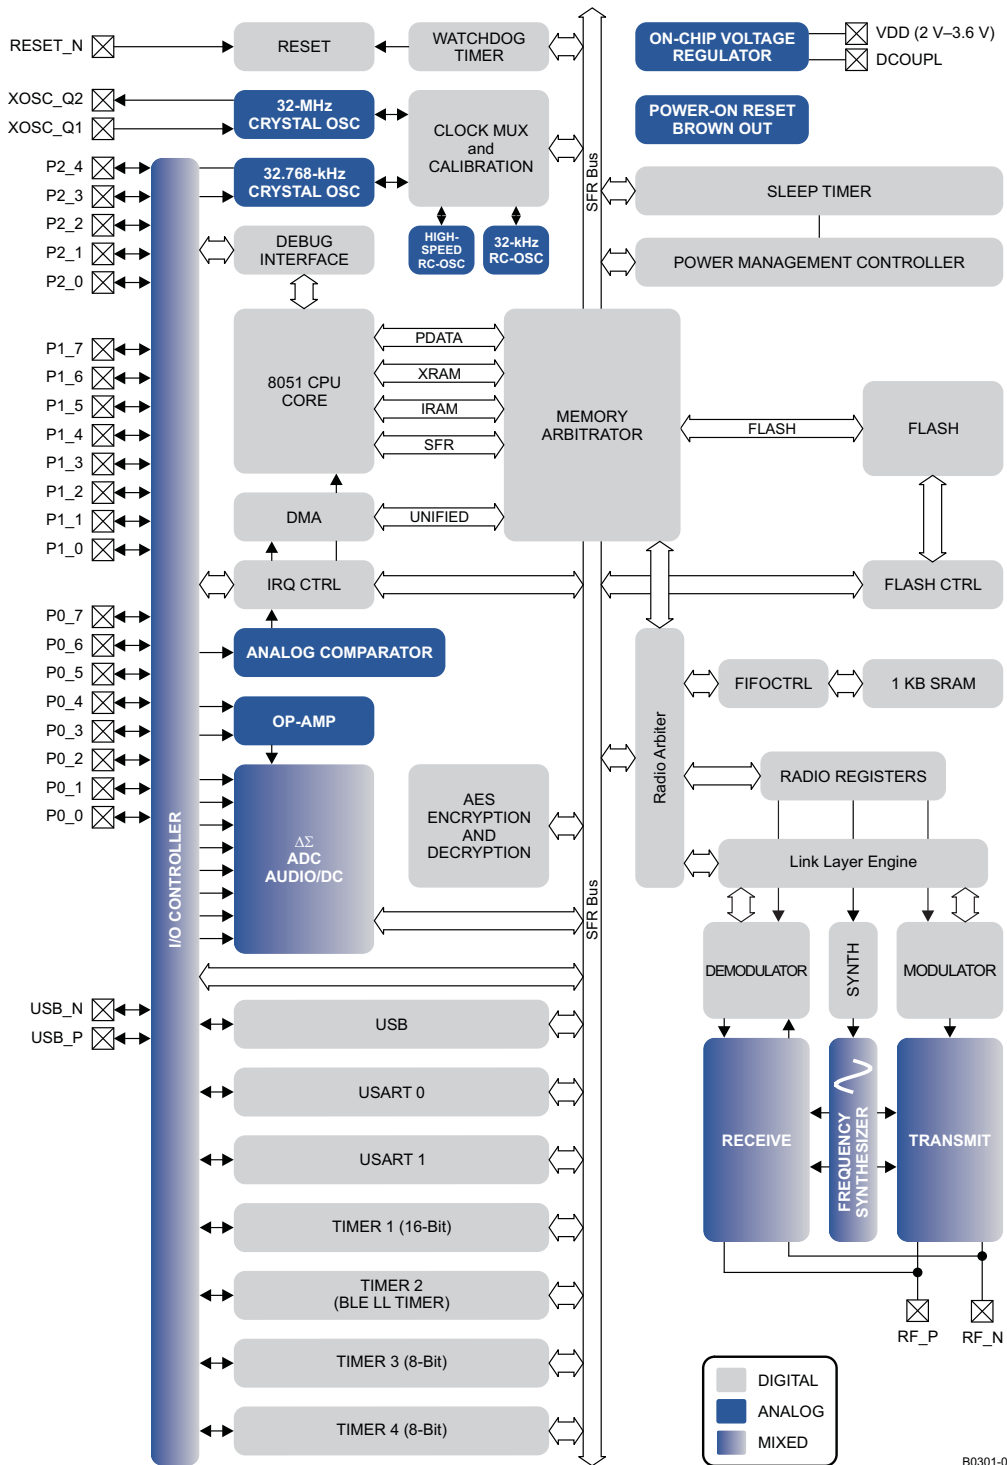 RESET_N
RESET
WATCHDOG
TIMER
ON-CHIP VOLTAGE
REGULATOR
VDD (2 V–3.6 V)
DCOUPL
XOSC_Q2
XOSC_Q1
32-MHz
CRYSTAL OSC
CLOCK MUX
and
CALIBRATION
POWER-ON RESET
BROWN OUT
SFR Bus
P2_4
P2_3
P2_2
P2_1
P2_0
32.768-kHz
CRYSTAL OSC
HIGH-
SPEED
RC-OSC
32-kHz
RC-OSC
SLEEP TIMER
POWER MANAGEMENT CONTROLLER
DEBUG
INTERFACE
P1_7
P1_6
P1_5
P1_4
P1_3
P1_2
P1_1
P1_0
8051 CPU
CORE
PDATA
XRAM
IRAM
SFR
MEMORY
ARBITRATOR
FLASH
FLASH
DMA
UNIFIED
IRQ CTRL
FLASH CTRL
P0_7
P0_6
P0_5
P0_4
P0_3
P0_2
P0_1
P0_0
ANALOG COMPARATOR
OP-AMP
ΔΣ
ADC
AUDIO/DC
AES
ENCRYPTION
AND
DECRYPTION
I/O CONTROLLER
SFR Bus
Radio Arbiter
FIFOCTRL
1 KB SRAM
RADIO REGISTERS
Link Layer Engine
DEMODULATOR
SYNTH
MODULATOR
RECEIVE
FREQUENCY
SYNTHESIZER
TRANSMIT
USB_N
USB_P
USB
USART 0
USART 1
TIMER 1 (16-Bit)
TIMER 2
(BLE LL TIMER)
TIMER 3 (8-Bit)
TIMER 4 (8-Bit)
RF_P
RF_N
DIGITAL
ANALOG
MIXED